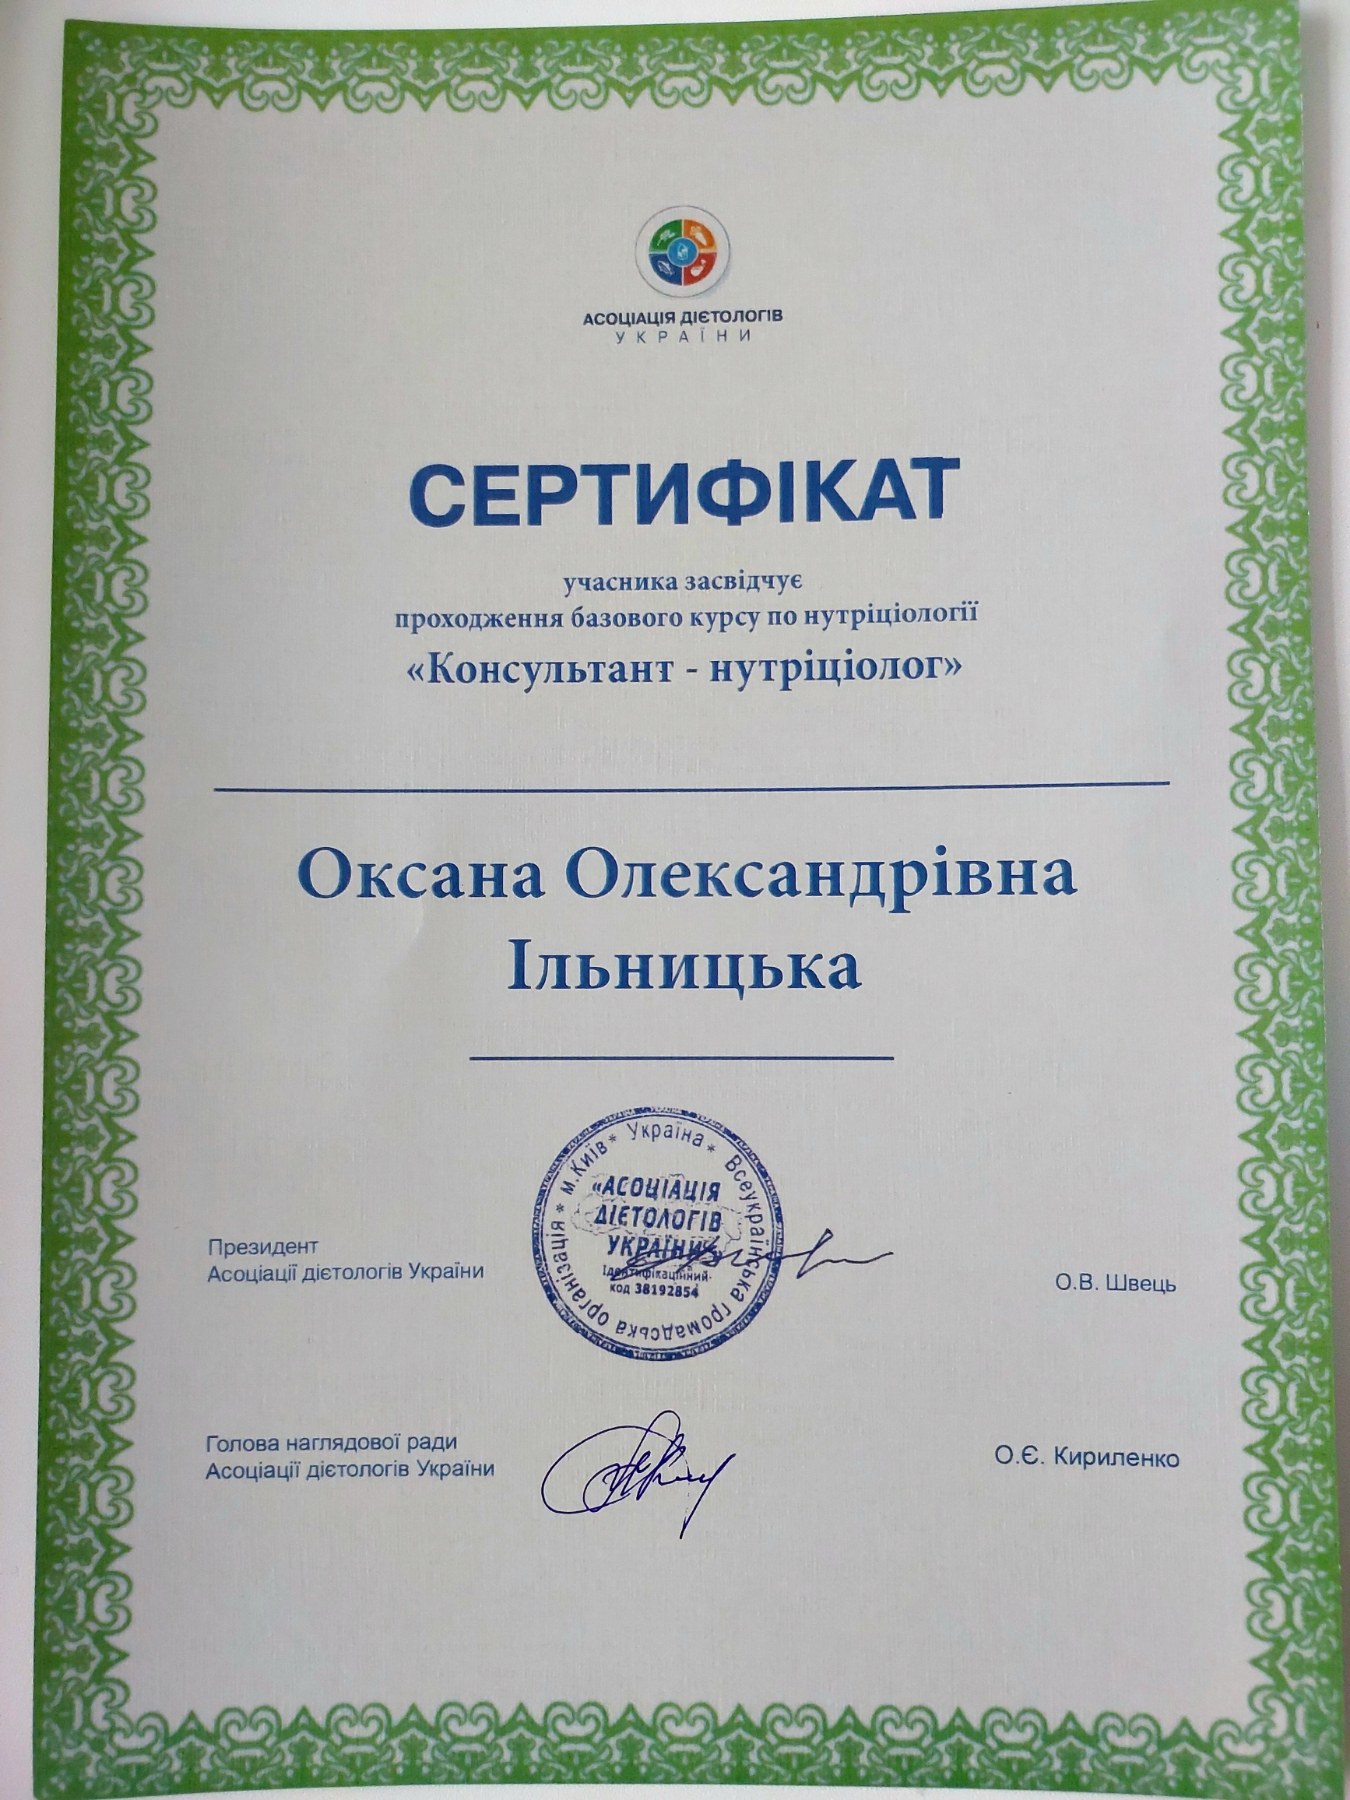 АСОЦІАЦІЯ ДІЄТОЛОГІВ
УКРАЇНИ
СЕРТИФІКАТ
учасника засвідчує
проходження базового курсу по нутріціології
«Консультант - нутріціолог»
Оксана Олександрівна
Ільницька
* м.Київ * Україна * Всеукраїнська громадська організація
«АСОЦІАЦІЯ
ДІЄТОЛОГІВ
УКРАЇНИ»
Ідентифікаційний
код 38192854
Президент
Асоціації дієтологів України
О.В. Швець
Голова наглядової ради
Асоціації дієтологів України
О.Є. Кириленко